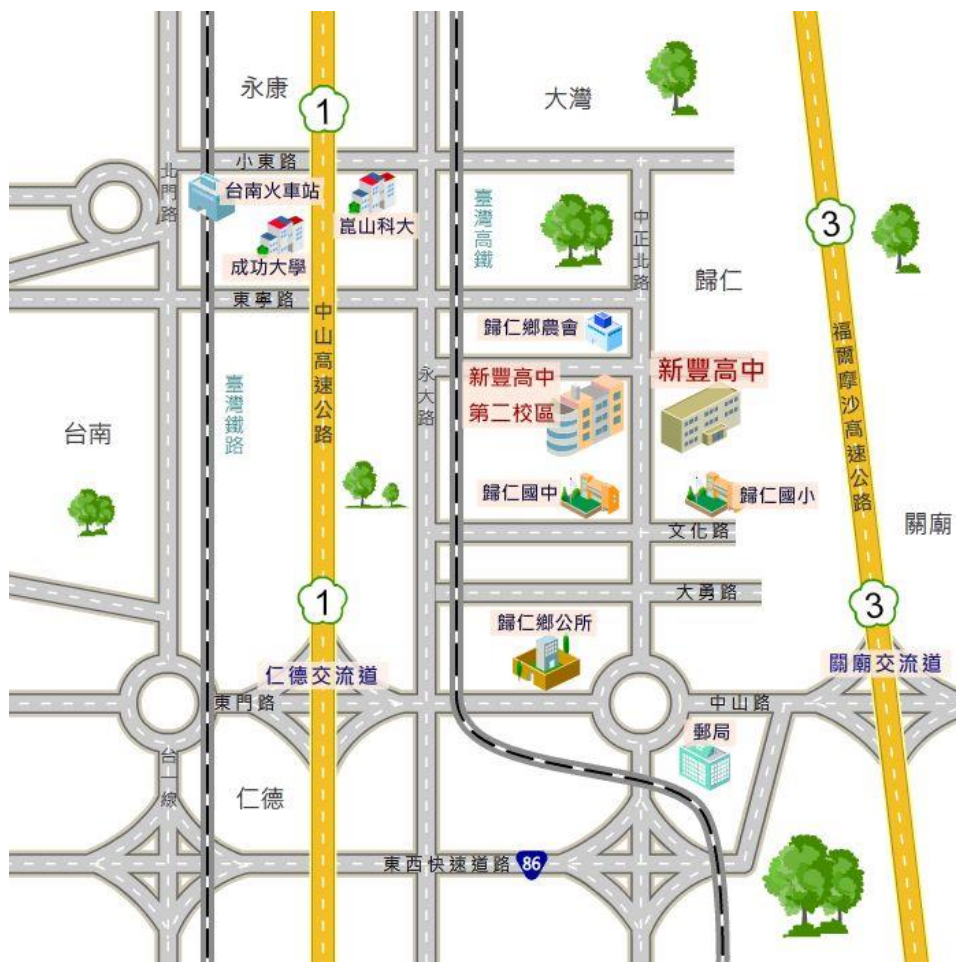 永康
1
大灣
小東路
北門路
台南火車站
崑山科大
臺灣高鐵
中正北路
3
成功大學
歸仁
東寧路
中山高速公路
歸仁鄉農會
福爾摩沙高速公路
臺灣鐵路
永大路
新豐高中
第二校區
新豐高中
台南
歸仁國中
歸仁國小
關廟
文化路
大勇路
1
3
歸仁鄉公所
仁德交流道
關廟交流道
東門路
中山路
郵局
台一線
仁德
東西快速道路
86